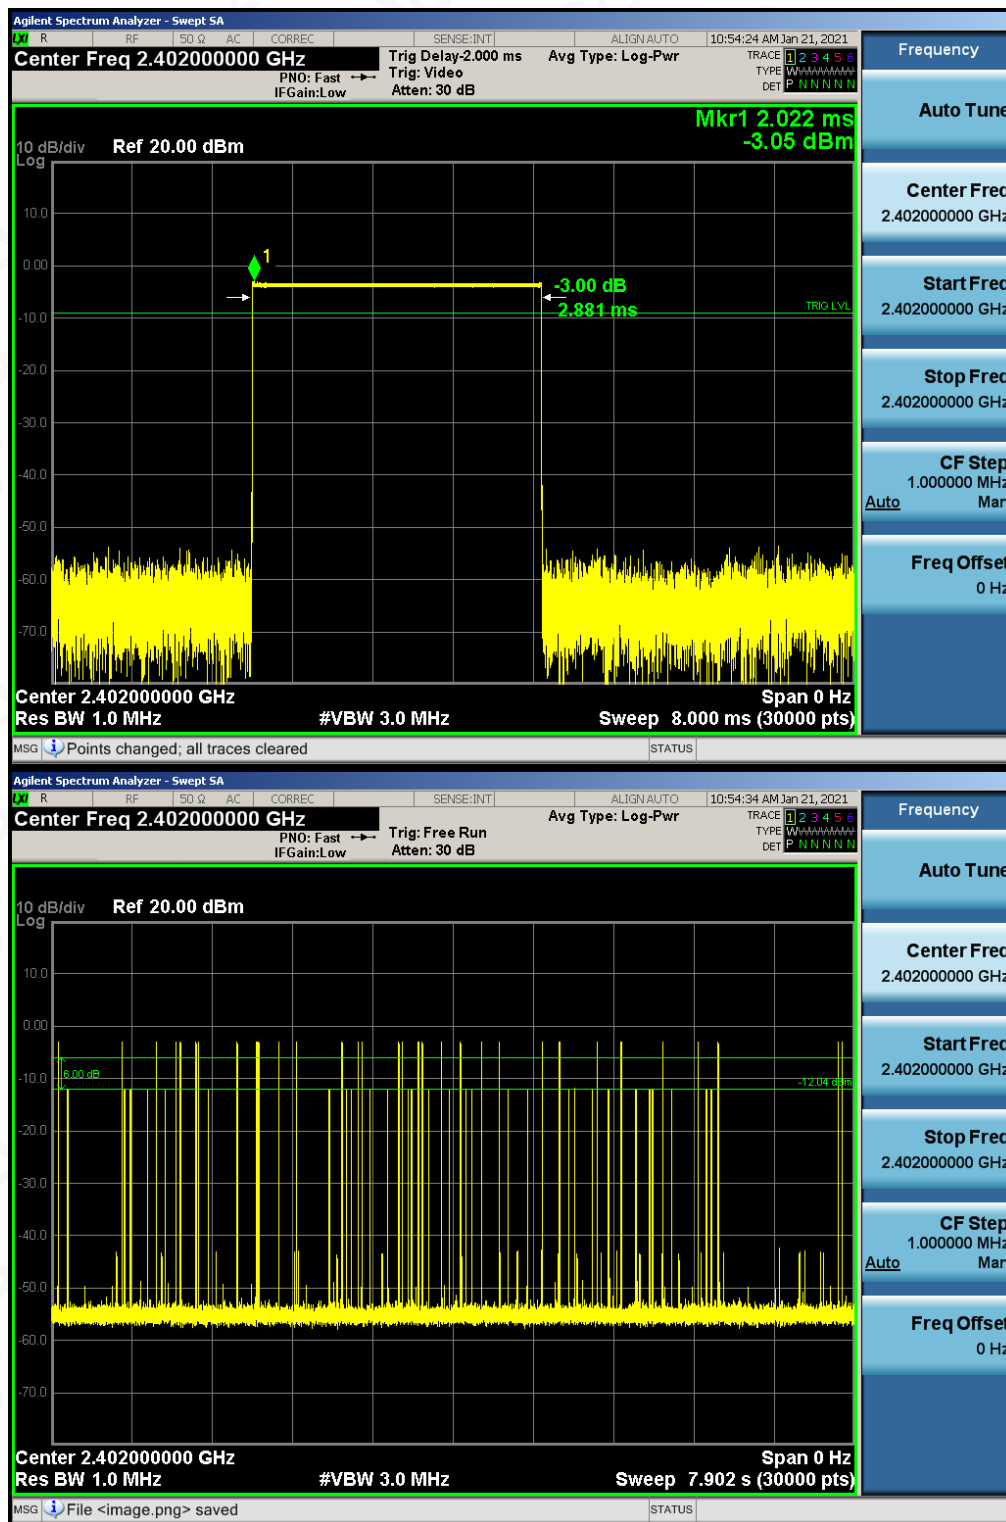 Agilent Spectrum Analyzer - Swept SA
LXI R RF 50 Ω AC CORREC SENSE:INT ALIGN AUTO 10:54:24 AM Jan 21, 2021
Center Freq 2.402000000 GHz
Trig Delay-2.000 ms
Avg Type: Log-Pwr
TRACE 1 2 3 4 5 6
PNO: Fast
Trig: Video
TYPE
IFGain:Low
Atten: 30 dB
DET P N N N N N
Mkr1 2.022 ms
-3.05 dBm
10 dB/div
Ref 20.00 dBm
Log
10.0
0.00
1
-3.00 dB
2.881 ms
TRIG LVL
-10.0
-20.0
-30.0
-40.0
-50.0
-60.0
-70.0
Center 2.402000000 GHz
Span 0 Hz
Res BW 1.0 MHz
#VBW 3.0 MHz
Sweep 8.000 ms (30000 pts)
MSG Points changed; all traces cleared
STATUS
Frequency
Auto Tune
Center Freq
2.402000000 GHz
Start Freq
2.402000000 GHz
Stop Freq
2.402000000 GHz
CF Step
1.000000 MHz
Auto Man
Freq Offset
0 Hz
Agilent Spectrum Analyzer - Swept SA
LXI R RF 50 Ω AC CORREC SENSE:INT ALIGN AUTO 10:54:34 AM Jan 21, 2021
Center Freq 2.402000000 GHz
Avg Type: Log-Pwr
TRACE 1 2 3 4 5 6
PNO: Fast
Trig: Free Run
TYPE
IFGain:Low
Atten: 30 dB
DET P N N N N N
10 dB/div
Ref 20.00 dBm
Log
10.0
0.00
6.00 dB
-10.0
-12.04 dBm
-20.0
-30.0
-40.0
-50.0
-60.0
-70.0
Center 2.402000000 GHz
Span 0 Hz
Res BW 1.0 MHz
#VBW 3.0 MHz
Sweep 7.902 s (30000 pts)
MSG File <image.png> saved
STATUS
Frequency
Auto Tune
Center Freq
2.402000000 GHz
Start Freq
2.402000000 GHz
Stop Freq
2.402000000 GHz
CF Step
1.000000 MHz
Auto Man
Freq Offset
0 Hz